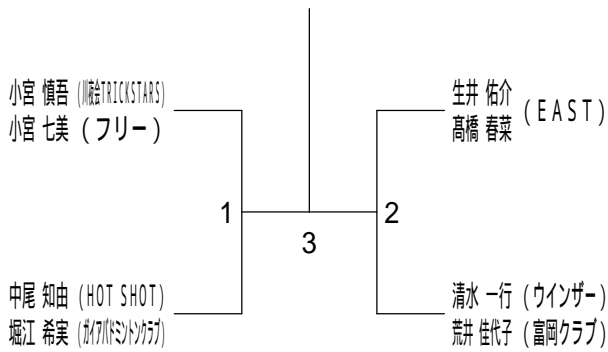 小宮 慎吾 (川崎会TRICKSTARS)
小宮 七美 (フリー)
生井 佑介
髙橋 春菜
(EAST)
1
2
3
中尾 知由 (HOT SHOT)
堀江 希実 (ガイアバドミントンクラブ)
清水 一行 (ウインザー)
荒井 佳代子 (富岡クラブ)